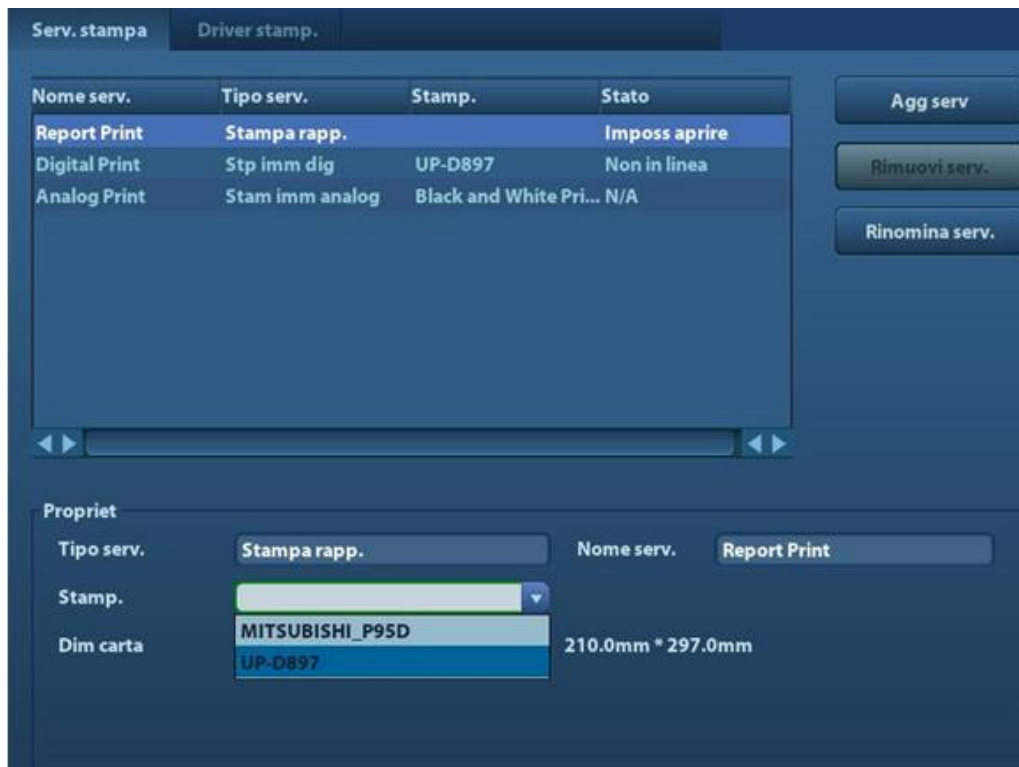 Serv. stampa Driver stamp.
Nome serv. Tipo serv. Stamp. Stato
Agg serv
Report Print Stampa rapp. Imposs aprire
Digital Print Stp imm dig UP-D897 Non in linea
Rimuovi serv.
Analog Print Stam imm analog Black and White Pri... N/A
Rinomina serv.
Propriet
Tipo serv. Stampa rapp. Nome serv. Report Print
Stamp.
MITSUBISHI_P95D
Dim carta 210.0mm * 297.0mm
UP-D897